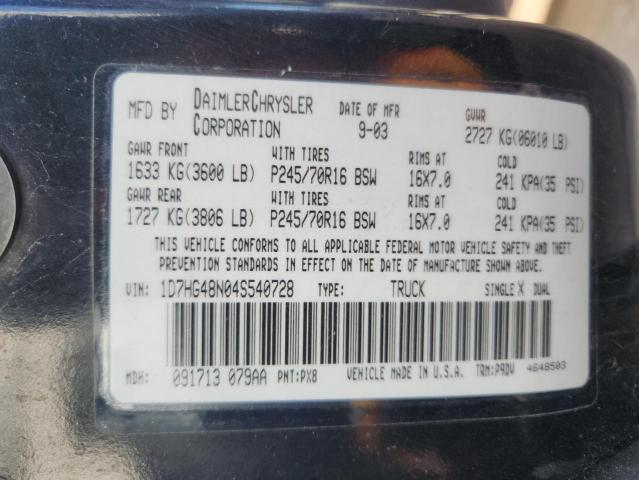 MFD BY DAIMLERCHRYSLER CORPORATION DATE OF MFR 9-03 GVWR 2727 KG(06010 LB)
GAWR FRONT WITH TIRES RIMS AT COLD
1633 KG(3600 LB) P245/70R16 BSW 16X7.0 241 KPA(35 PSI)
GAWR REAR WITH TIRES RIMS AT COLD
1727 KG(3806 LB) P245/70R16 BSW 16X7.0 241 KPA(35 PSI)
THIS VEHICLE CONFORMS TO ALL APPLICABLE FEDERAL MOTOR VEHICLE SAFETY AND THEFT
PREVENTION STANDARDS IN EFFECT ON THE DATE OF MANUFACTURE SHOWN ABOVE.
VIN: 1D7HG48N04S540728 TYPE: TRUCK SINGLE X DUAL
MDH: 091713 079AA PNT:PX8 VEHICLE MADE IN U.S.A. TRM:P9DV 4648503